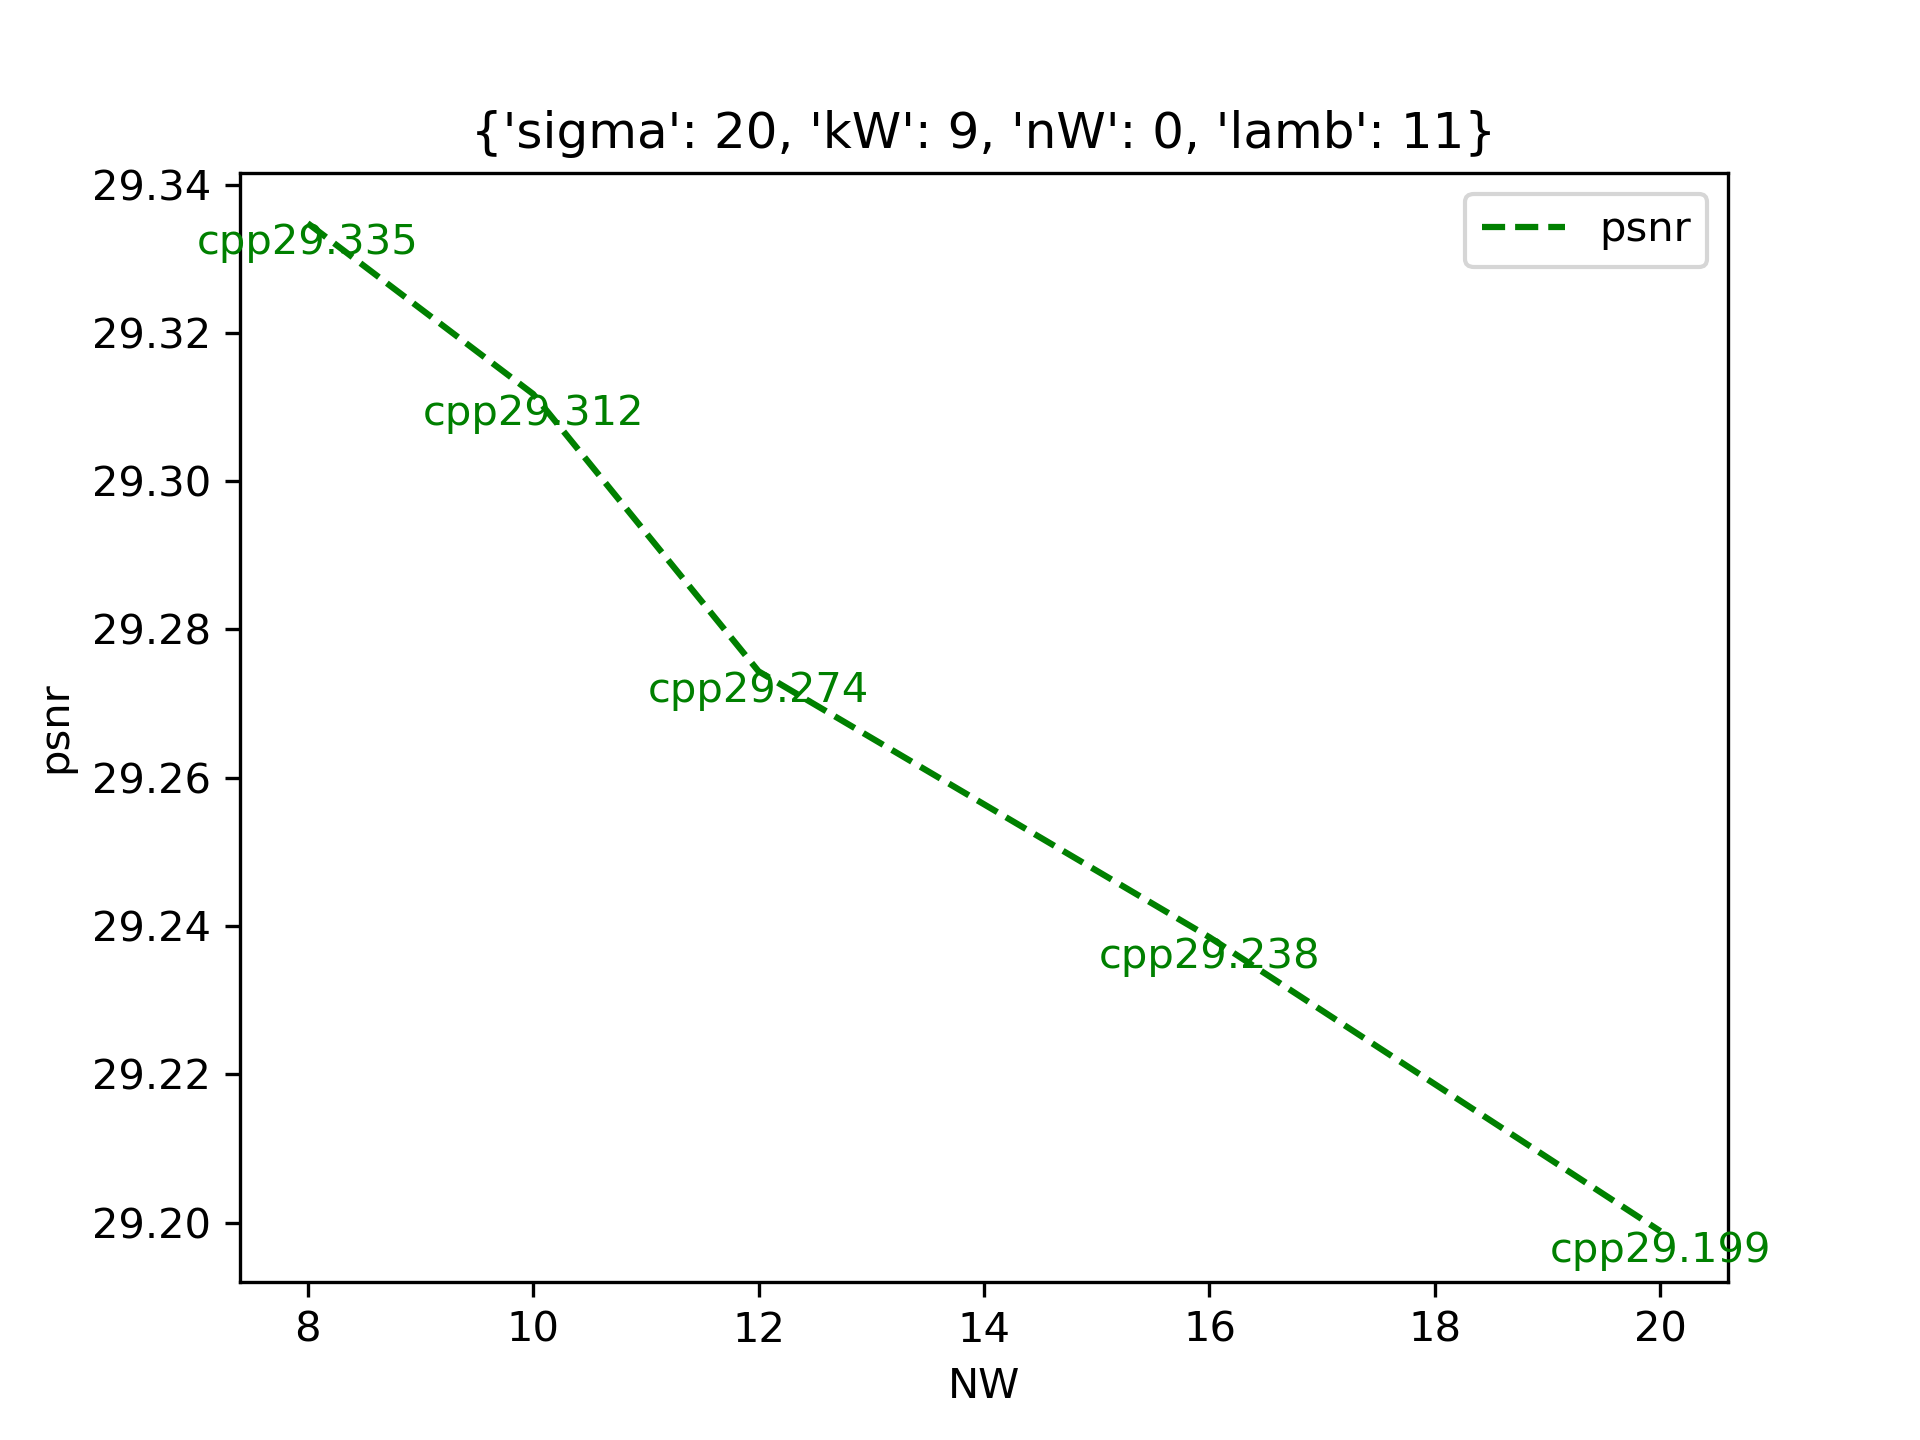 {'sigma': 20, 'kW': 9, 'nW': 0, 'lamb': 11}
psnr
29.34
29.32
29.30
29.28
29.26
29.24
29.22
29.20
psnr
cpp29.335
cpp29.312
cpp29.274
cpp29.238
cpp29.199
8 10 12 14 16 18 20
NW